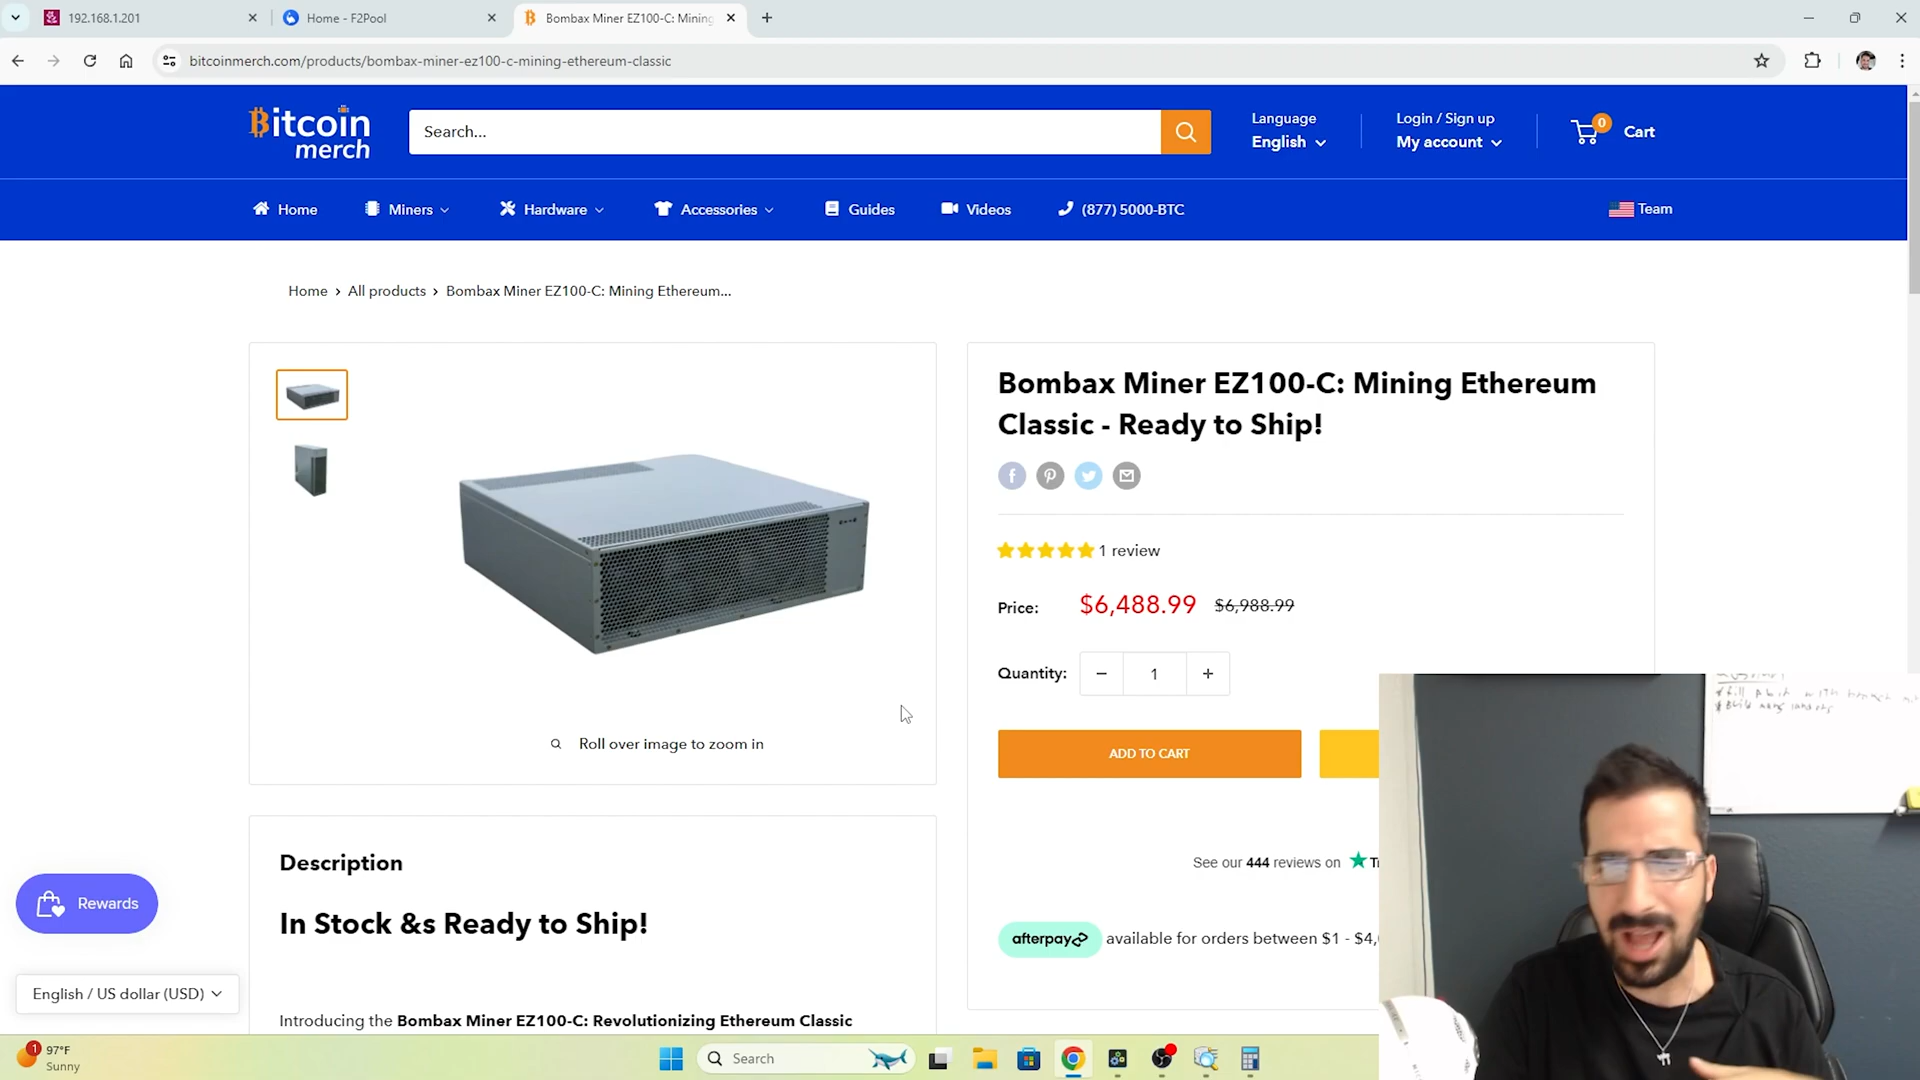 192.168.1.201
Home - F2Pool
Bombax Miner EZ100-C: Mining
bitcoinmerch.com/products/bombax-miner-ez100-c-mining-ethereum-classic
Bitcoin
merch
Search...
Language
English
Login / Sign up
My account
0
Cart
Home
Miners
Hardware
Accessories
Guides
Videos
(877) 5000-BTC
Team
Home › All products › Bombax Miner EZ100-C: Mining Ethereum...
Bombax Miner EZ100-C: Mining Ethereum
Classic - Ready to Ship!
1 review
Price: $6,488.99 $6,988.99
Quantity: − 1 +
Roll over image to zoom in
ADD TO CART
See our 444 reviews on
afterpay available for orders between $1 - $4,
Description
In Stock &s Ready to Ship!
Introducing the Bombax Miner EZ100-C: Revolutionizing Ethereum Classic
Rewards
English / US dollar (USD)
1
97°F
Sunny
Search